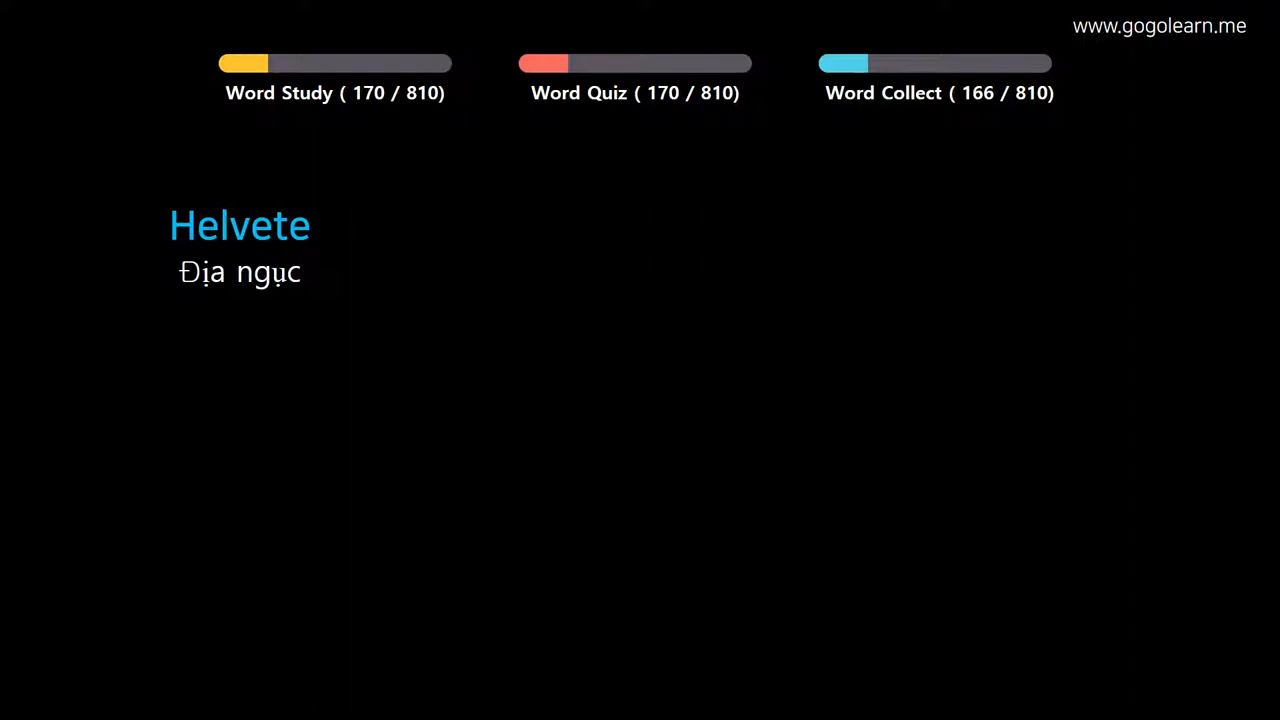 www.gogolearn.me
Word Study ( 170 / 810)
Word Quiz ( 170 / 810)
Word Collect ( 166 / 810)
Helvete
Địa ngục